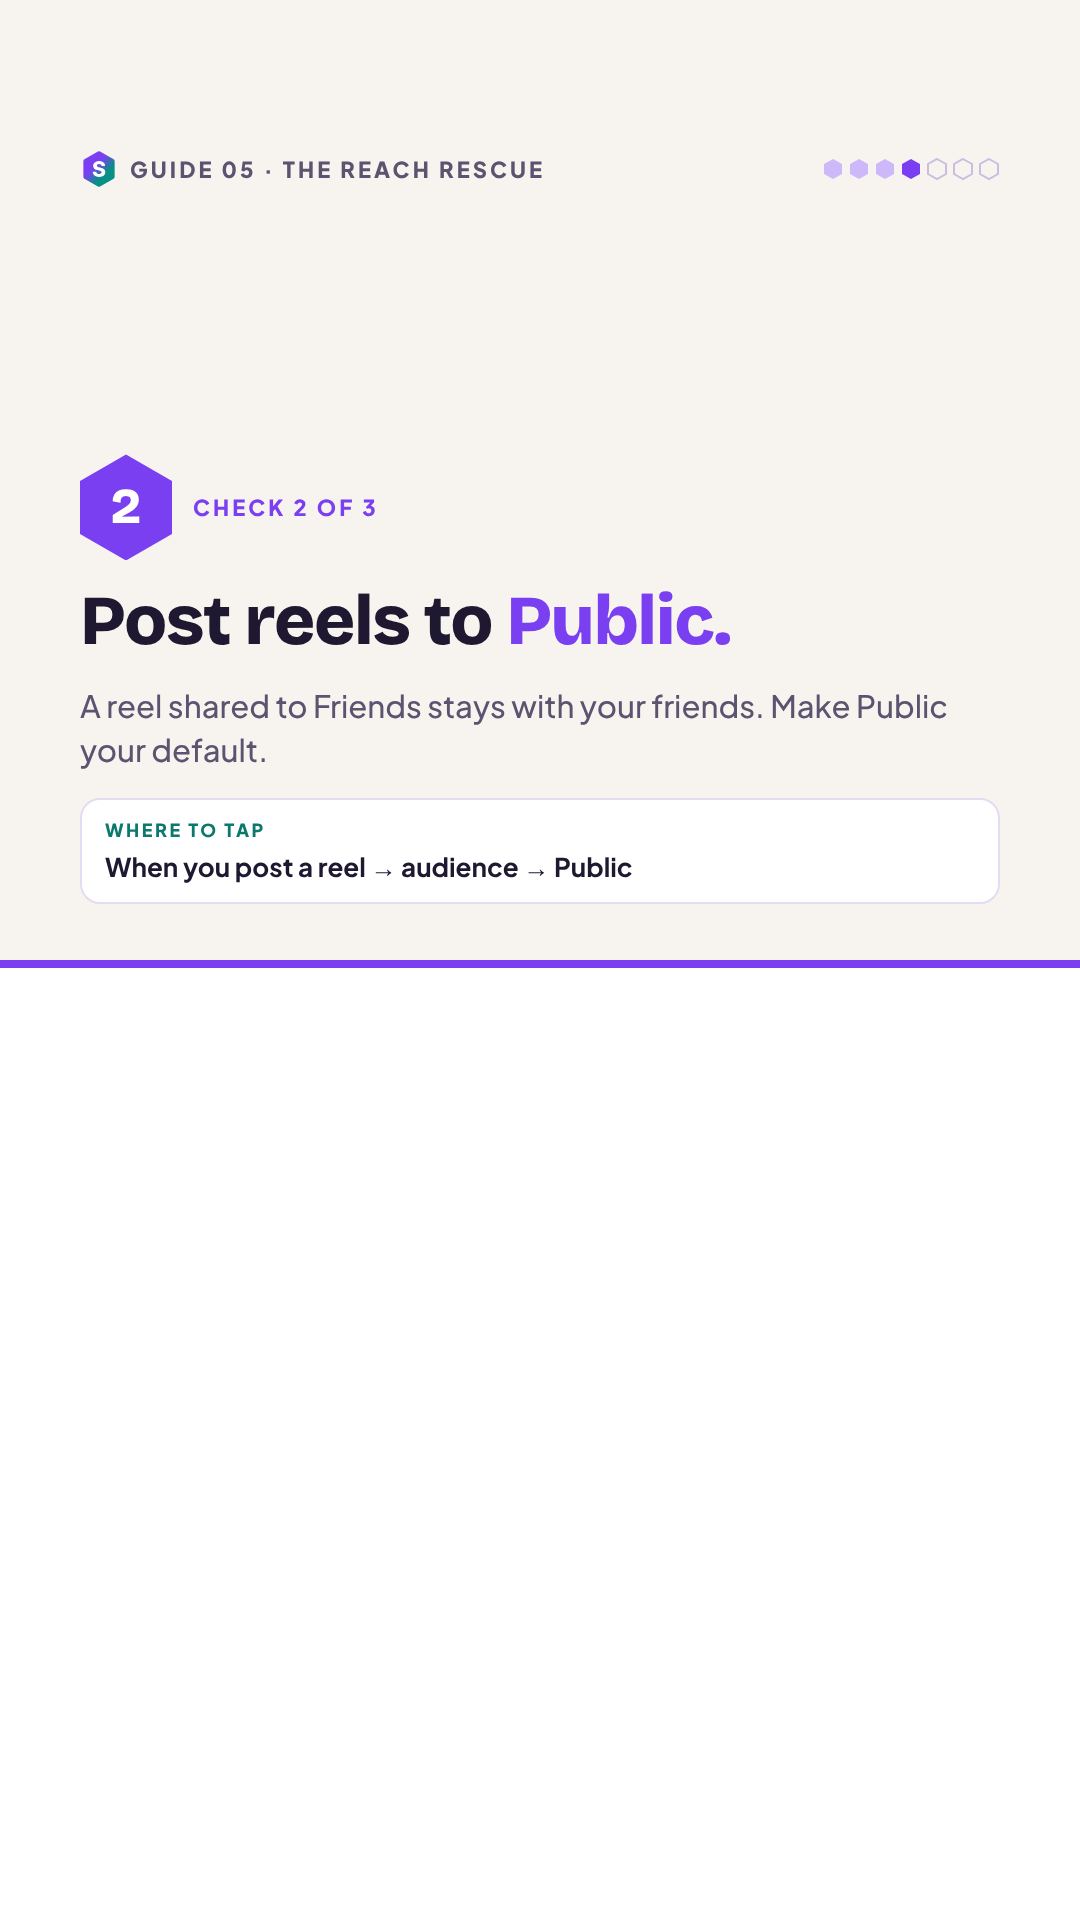 S GUIDE 05 · THE REACH RESCUE
2 CHECK 2 OF 3
Post reels to Public.
A reel shared to Friends stays with your friends. Make Public
your default.
WHERE TO TAP
When you post a reel → audience → Public